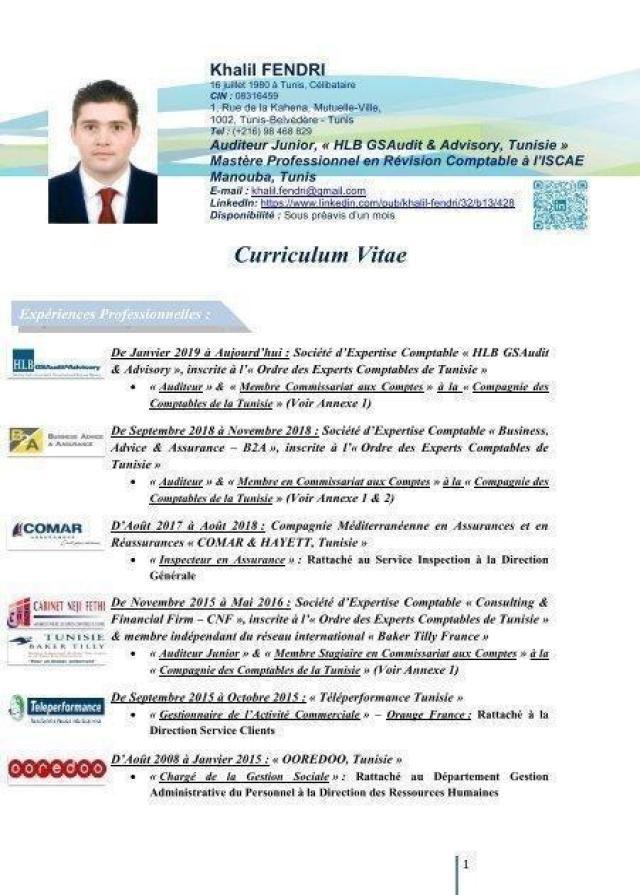 Khalil FENDRI
16 juillet 1980 à Tunis, Célibataire
CIN : 08316459
1, Rue de la Kahena, Mutuelle-Ville,
1002, Tunis-Belvédère - Tunis
Tel : (+216) 98 468 829
Auditeur Junior, « HLB GSAudit & Advisory, Tunisie »
Mastère Professionnel en Révision Comptable à l'ISCAE
Manouba, Tunis
E-mail : khalil.fendri@gmail.com
LinkedIn: https://www.linkedin.com/pub/khalil-fendri/32/b13/428
Disponibilité : Sous préavis d'un mois
in
Curriculum Vitae
Expériences Professionnelles :
HLB GSAudit&Advisory
De Janvier 2019 à Aujourd'hui : Société d'Expertise Comptable « HLB GSAudit
& Advisory », inscrite à l'« Ordre des Experts Comptables de Tunisie »
• « Auditeur » & « Membre Commissariat aux Comptes » à la « Compagnie des
Comptables de la Tunisie » (Voir Annexe 1)
B2A BUSINESS ADVICE
& ASSURANCE
De Septembre 2018 à Novembre 2018 : Société d'Expertise Comptable « Business,
Advice & Assurance – B2A », inscrite à l'« Ordre des Experts Comptables de
Tunisie »
• « Auditeur » & « Membre en Commissariat aux Comptes » à la « Compagnie des
Comptables de la Tunisie » (Voir Annexe 1 & 2)
COMAR
ASSURANCES
D'Août 2017 à Août 2018 : Compagnie Méditerranéenne en Assurances et en
Réassurances « COMAR & HAYETT, Tunisie »
• « Inspecteur en Assurance » : Rattaché au Service Inspection à la Direction
Générale
CABINET NEJI FETHI
TUNISIE
BAKER TILLY
De Novembre 2015 à Mai 2016 : Société d'Expertise Comptable « Consulting &
Financial Firm – CNF », inscrite à l'« Ordre des Experts Comptables de Tunisie »
& membre indépendant du réseau international « Baker Tilly France »
• « Auditeur Junior » & « Membre Stagiaire en Commissariat aux Comptes » à la
« Compagnie des Comptables de la Tunisie » (Voir Annexe 1)
Teleperformance
De Septembre 2015 à Octobre 2015 : « Téléperformance Tunisie »
• « Gestionnaire de l'Activité Commerciale » – Orange France : Rattaché à la
Direction Service Clients
ooredoo
D'Août 2008 à Janvier 2015 : « OOREDOO, Tunisie »
• « Chargé de la Gestion Sociale » : Rattaché au Département Gestion
Administrative du Personnel à la Direction des Ressources Humaines
1